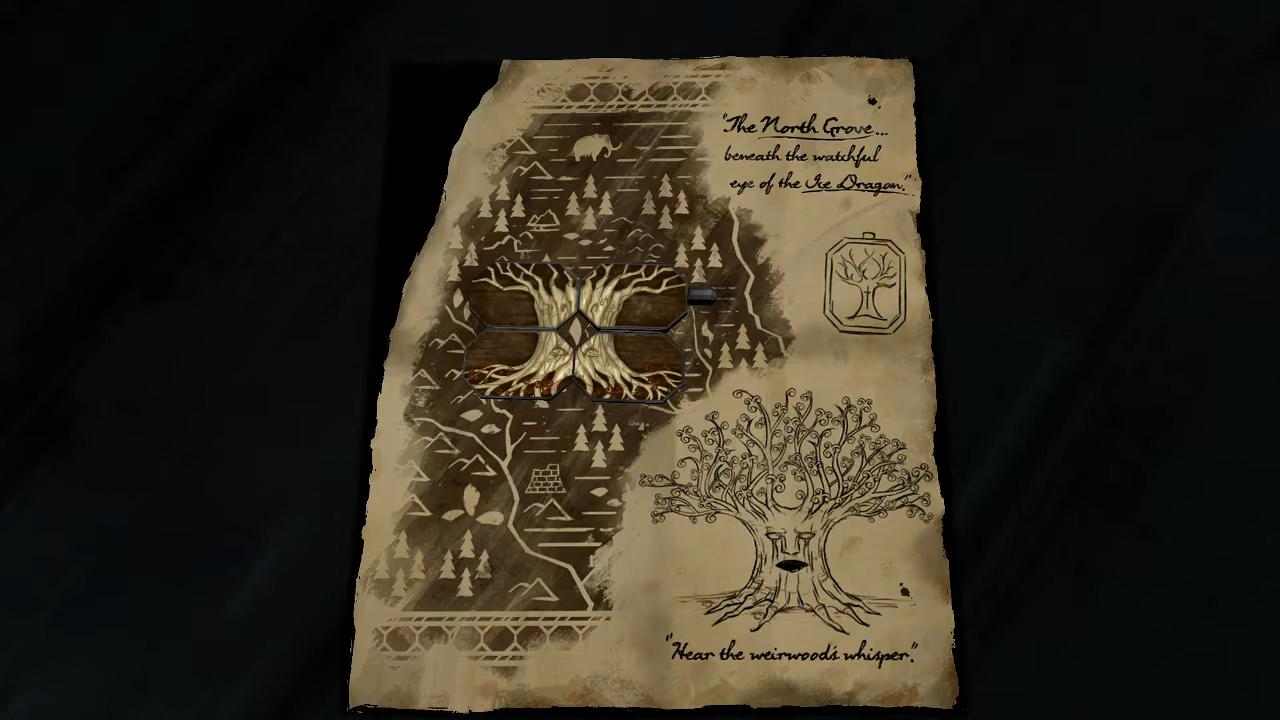 "The North Grove...
beneath the watchful
eye of the Ice Dragon."
"Hear the weirwood's whisper."